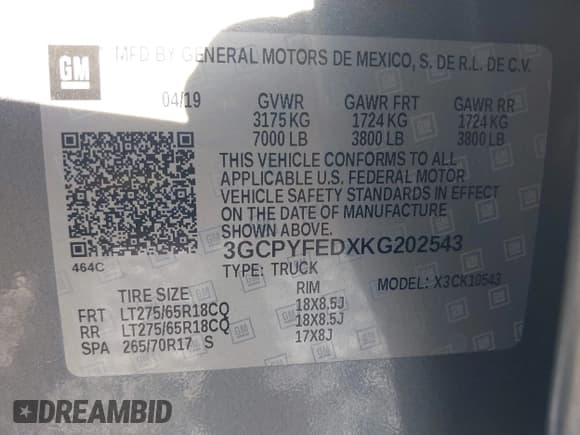 GM
MFD BY GENERAL MOTORS DE MEXICO, S. DE R.L. DE C.V.
04/19 GVWR GAWR FRT GAWR RR
3175 KG 1724 KG 1724 KG
7000 LB 3800 LB 3800 LB
THIS VEHICLE CONFORMS TO ALL
APPLICABLE U.S. FEDERAL MOTOR
VEHICLE SAFETY STANDARDS IN EFFECT
ON THE DATE OF MANUFACTURE
SHOWN ABOVE.
464C 3GCPYFEDXKG202543
TYPE: TRUCK MODEL: X3CK10543
TIRE SIZE RIM
FRT LT275/65R18CQ 18X8.5J
RR LT275/65R18CQ 18X8.5J
SPA 265/70R17 S 17X8J
DREAMBID